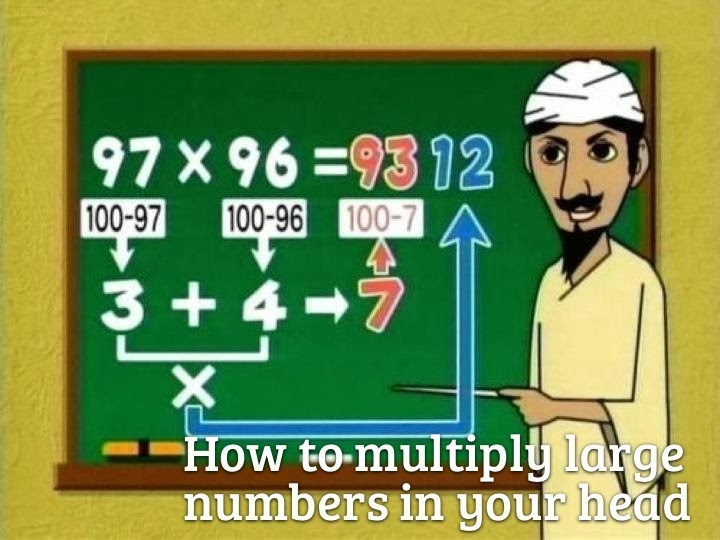 97 × 96 = 93 12
100-97 100-96 100-7
3 + 4 → 7
×
How to multiply large
numbers in your head